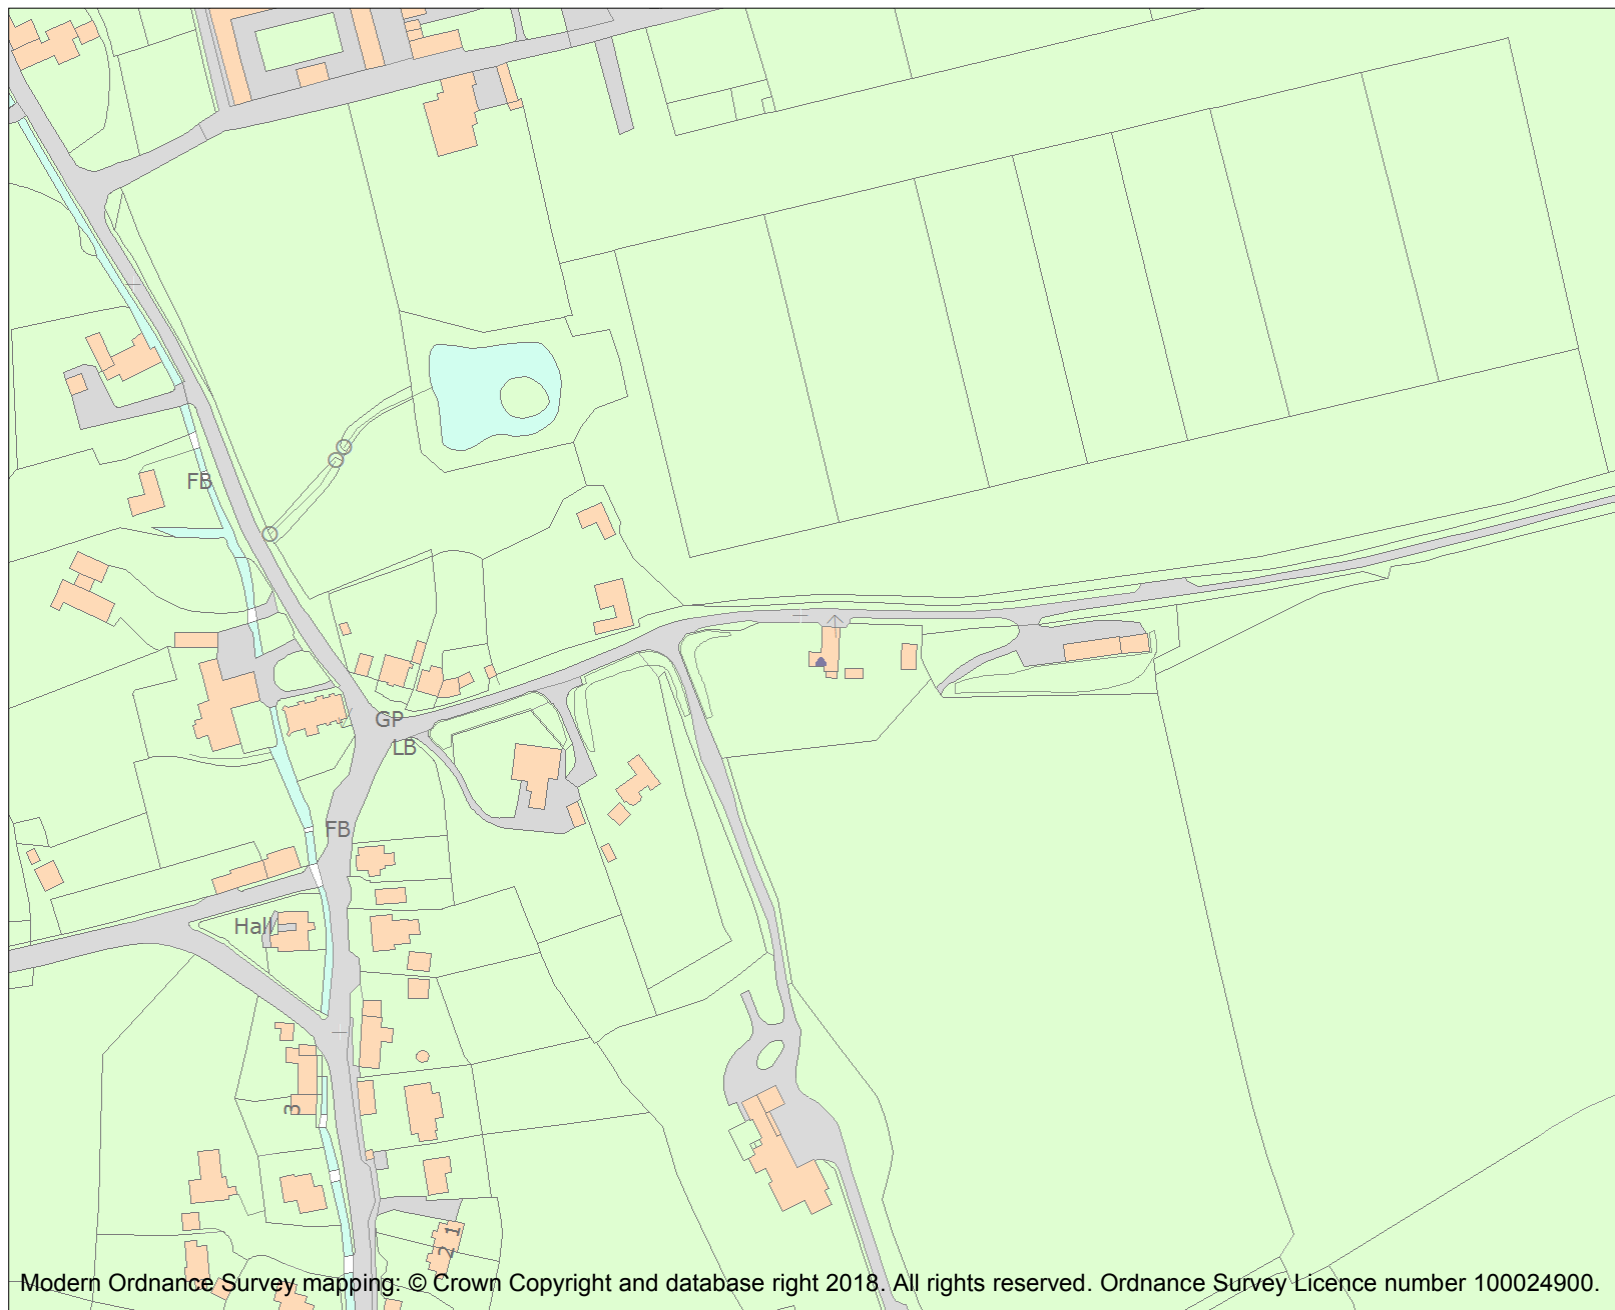 FB
GP
LB
FB
Hall
3
2 1
Modern Ordnance Survey mapping: © Crown Copyright and database right 2018. All rights reserved. Ordnance Survey Licence number 100024900.